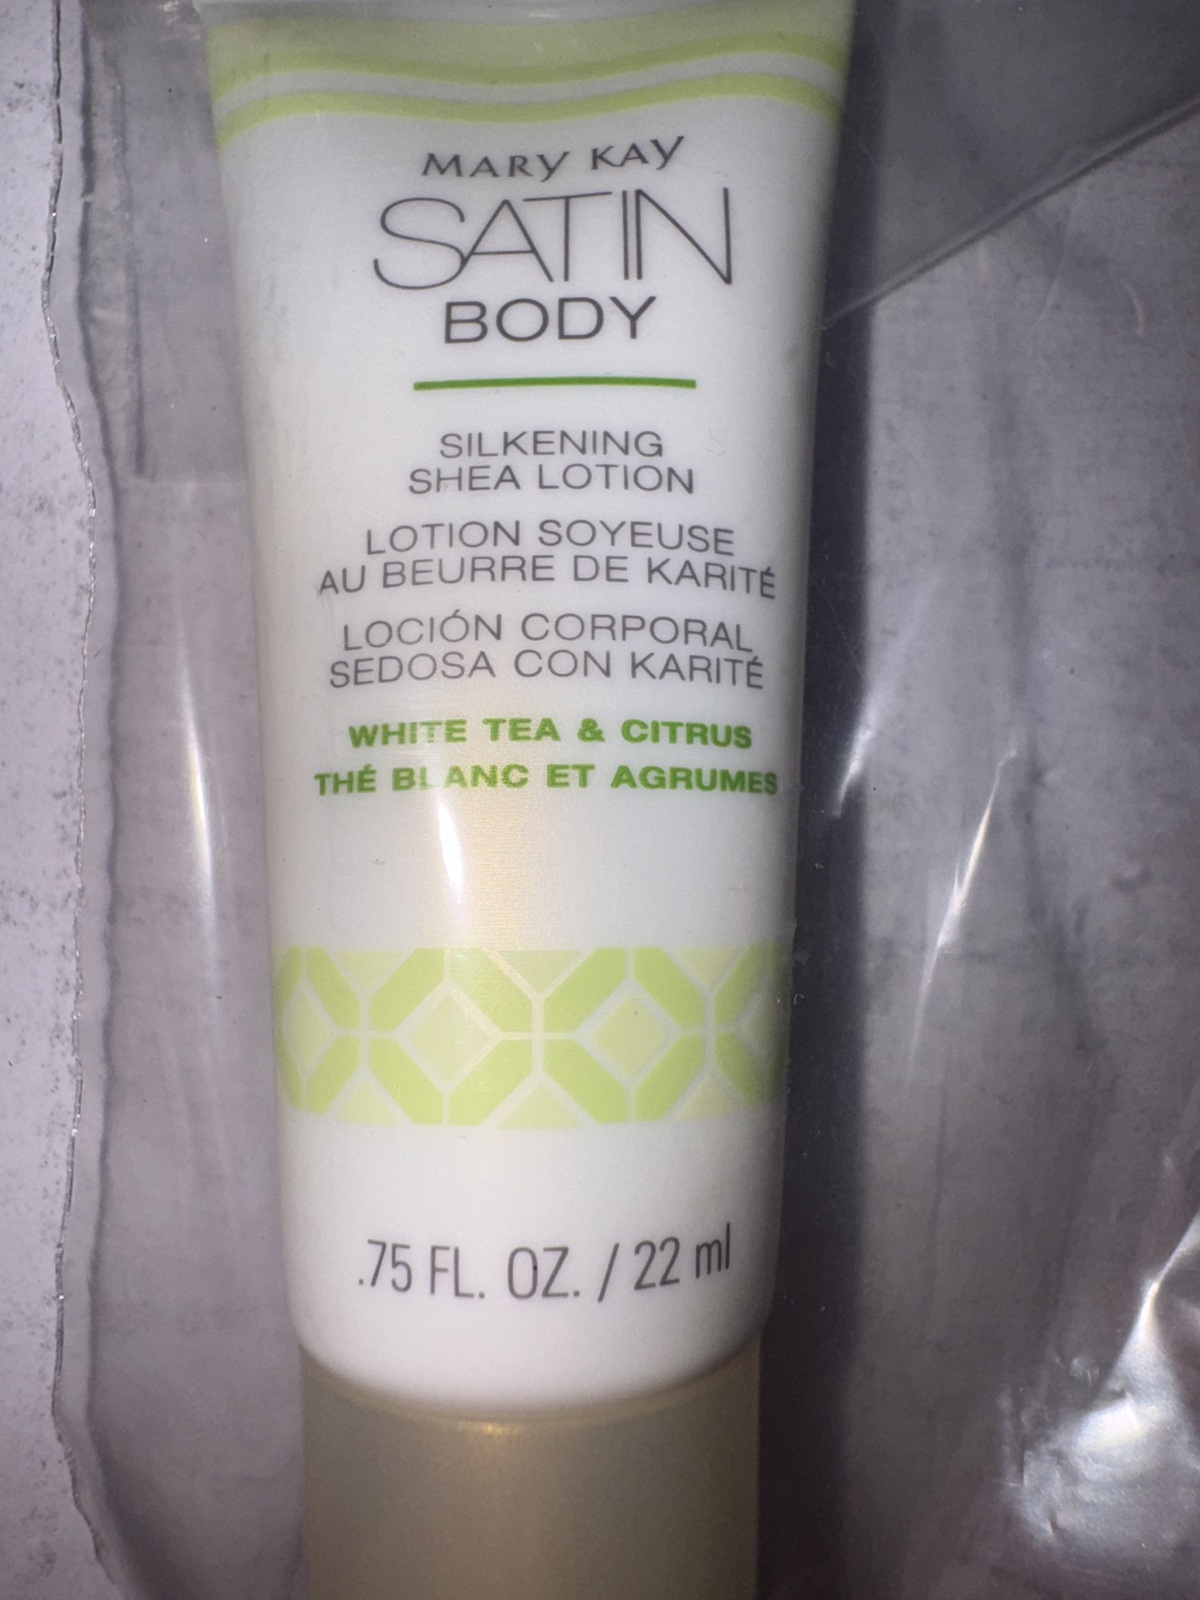 MARY KAY
SATIN
BODY
SILKENING
SHEA LOTION
LOTION SOYEUSE
AU BEURRE DE KARITÉ
LOCIÓN CORPORAL
SEDOSA CON KARITÉ
WHITE TEA & CITRUS
THÉ BLANC ET AGRUMES
.75 FL. OZ. / 22 ml